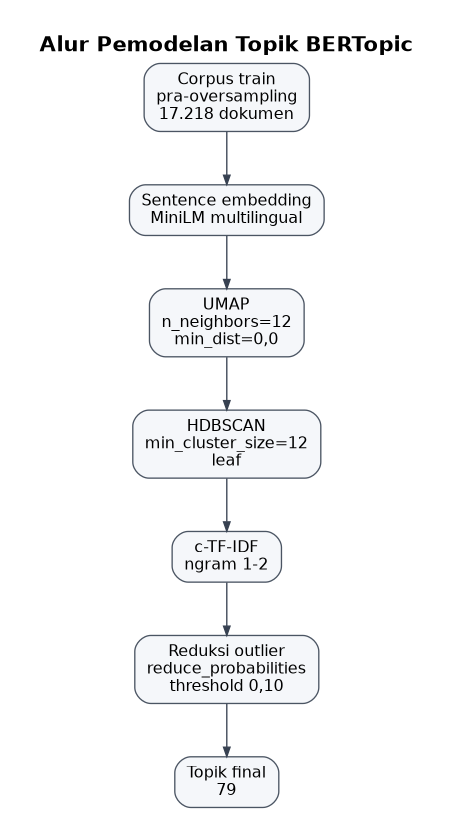 Alur Pemodelan Topik BERTopic
Corpus train
pra-oversampling
17.218 dokumen
Sentence embedding
MiniLM multilingual
UMAP
n_neighbors=12
min_dist=0,0
HDBSCAN
min_cluster_size=12
leaf
c-TF-IDF
ngram 1-2
Reduksi outlier
reduce_probabilities
threshold 0,10
Topik final
79